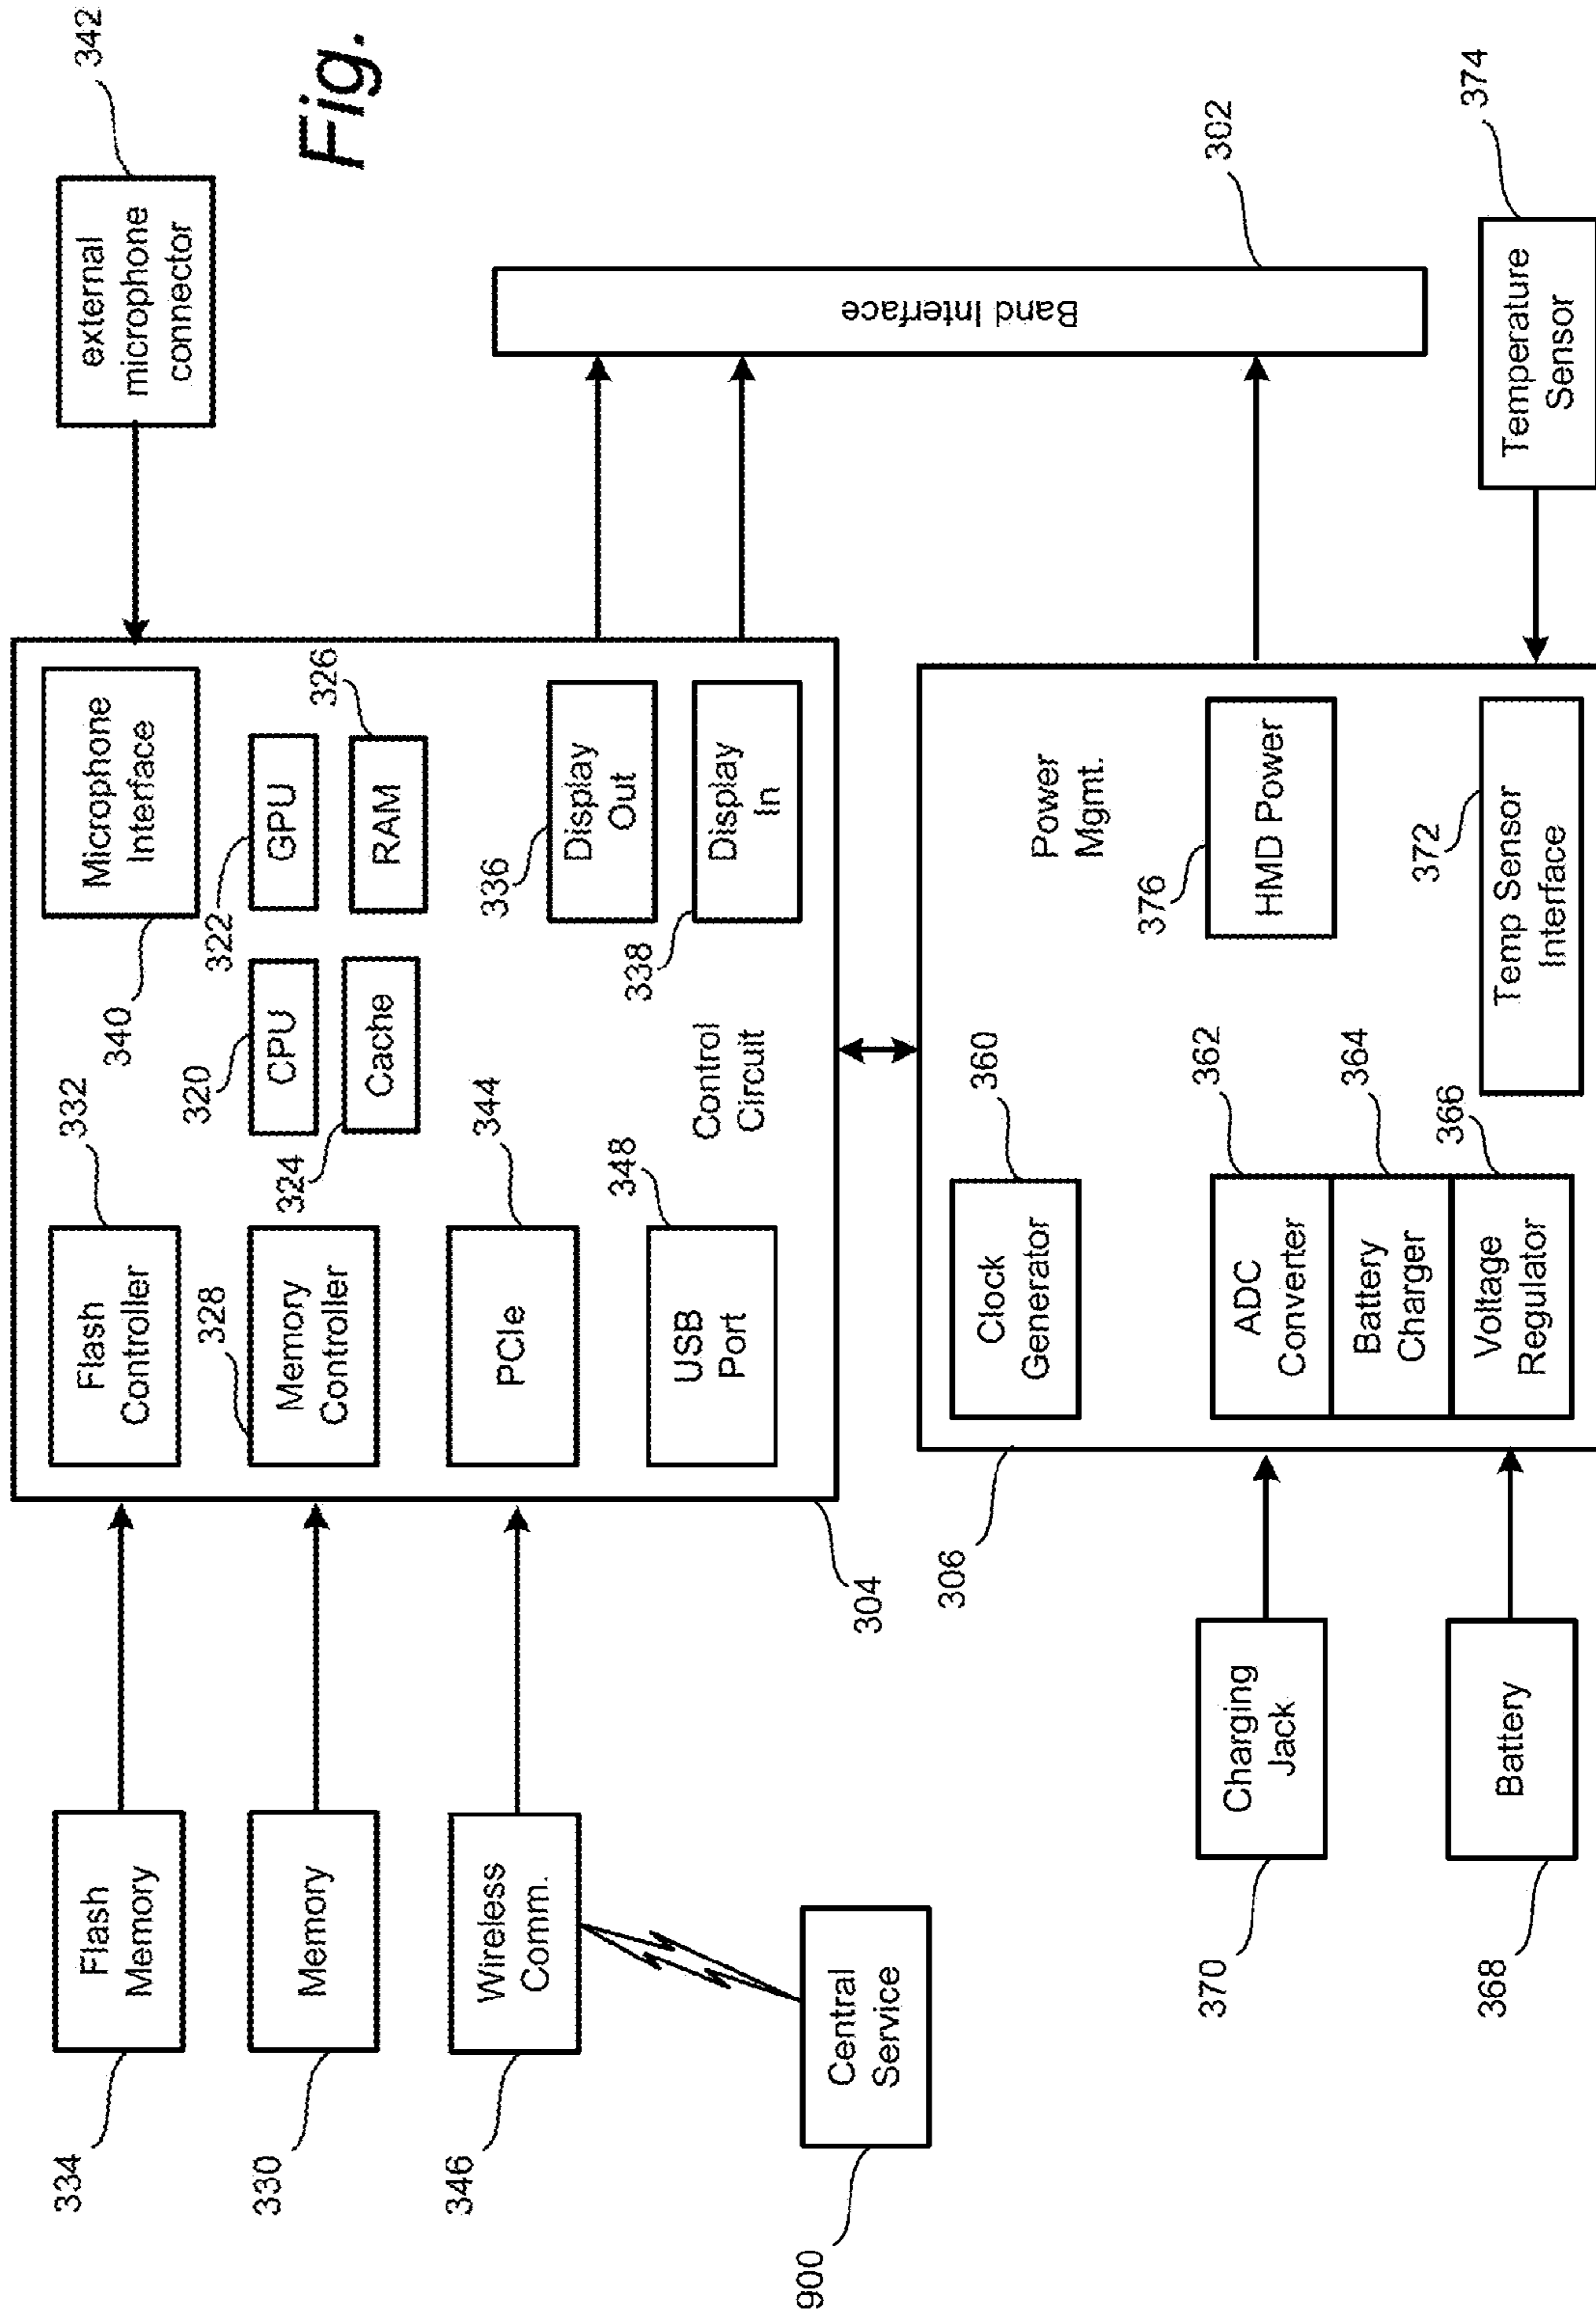 342
external
microphone
connector
Fig.
302
Band Interface
374
Temperature
Sensor
Microphone
Interface
340
322
GPU
326
RAM
320
CPU
324
Cache
336
Display
Out
338
Display
In
332
Flash
Controller
328
Memory
Controller
344
PCIe
348
USB
Port
Control
Circuit
304
334
Flash
Memory
330
Memory
346
Wireless
Comm.
900
Central
Service
306
Power
Mgmt.
360
Clock
Generator
376
HMD Power
362
ADC
Converter
364
Battery
Charger
366
Voltage
Regulator
372
Temp Sensor
Interface
370
Charging
Jack
368
Battery